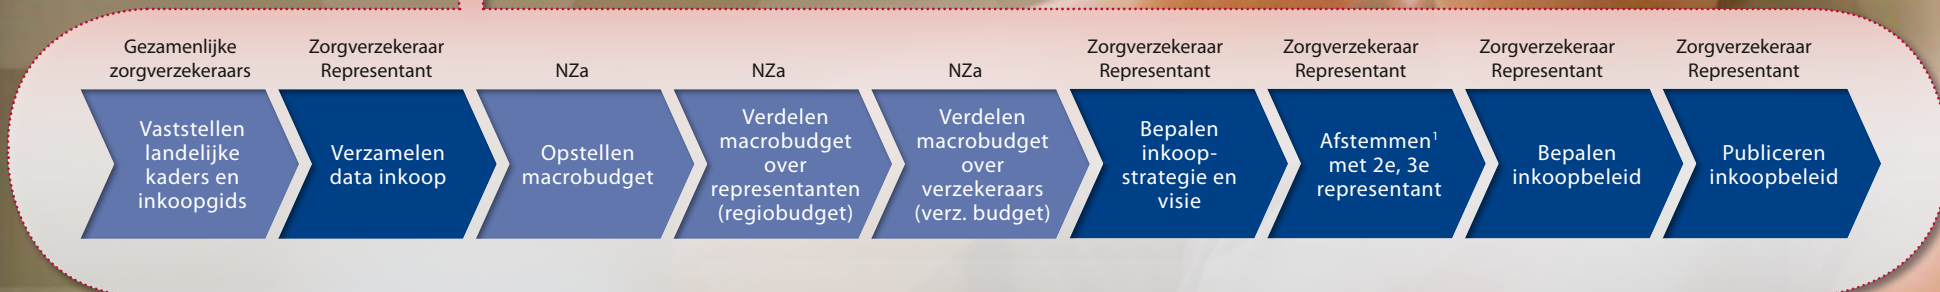 Gezamenlijke
zorgverzekeraars
Zorgverzekeraar
Representant
NZa
NZa
NZa
Zorgverzekeraar
Representant
Zorgverzekeraar
Representant
Zorgverzekeraar
Representant
Zorgverzekeraar
Representant
Vaststellen
landelijke
kaders en
inkoopgids
Verzamelen
data inkoop
Opstellen
macrobudget
Verdelen
macrobudget
over
representanten
(regiobudget)
Verdelen
macrobudget
over
verzekeraars
(verz. budget)
Bepalen
inkoop-
strategie en
visie
Afstemmen¹
met 2e, 3e
representant
Bepalen
inkoopbeleid
Publiceren
inkoopbeleid